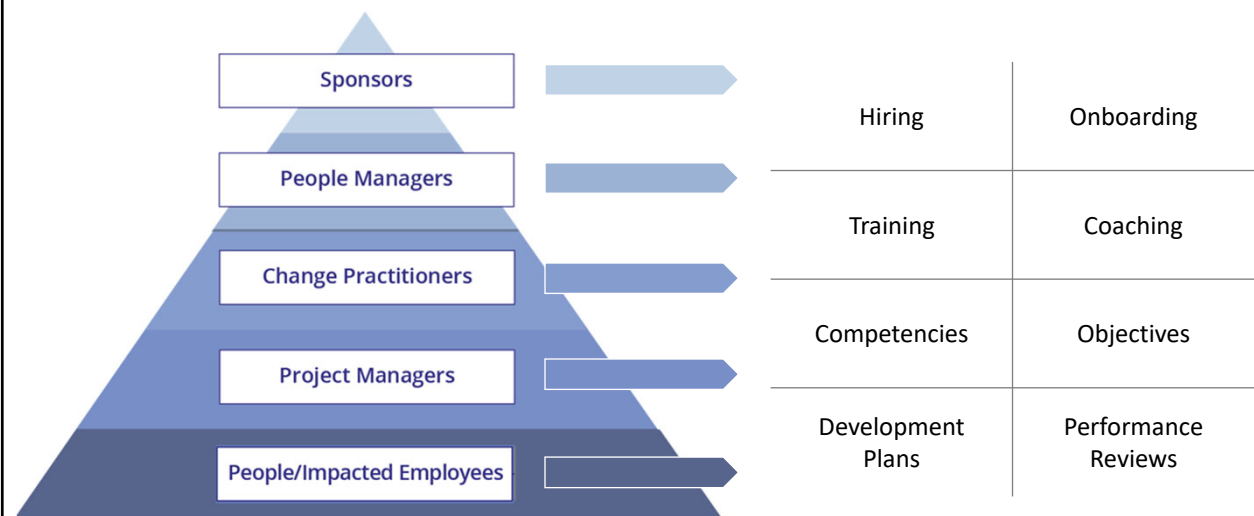 Sponsors
People Managers
Change Practitioners
Project Managers
People/Impacted Employees
Hiring
Onboarding
Training
Coaching
Competencies
Objectives
Development
Plans
Performance
Reviews